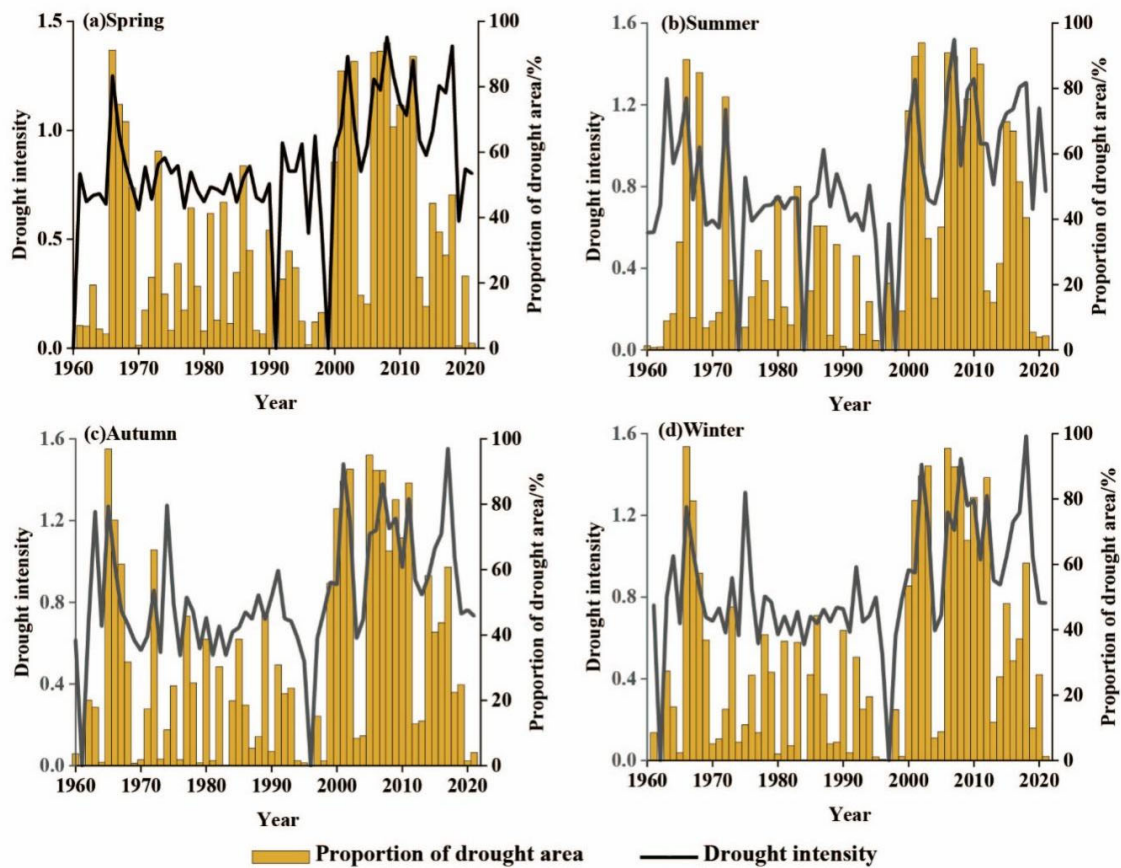 (a)Spring
1.5
1.0
0.5
0.0
Drought intensity
100
80
60
40
20
0
Proportion of drought area/%
1960 1970 1980 1990 2000 2010 2020
Year
(b)Summer
1.6
1.2
0.8
0.4
0.0
Drought intensity
100
80
60
40
20
0
Proportion of drought area/%
1960 1970 1980 1990 2000 2010 2020
Year
(c)Autumn
1.6
1.2
0.8
0.4
0.0
Drought intensity
100
80
60
40
20
0
Proportion of drought area/%
1960 1970 1980 1990 2000 2010 2020
Year
(d)Winter
1.6
1.2
0.8
0.4
0.0
Drought intensity
100
80
60
40
20
0
Proportion of drought area/%
1960 1970 1980 1990 2000 2010 2020
Year
Proportion of drought area Drought intensity